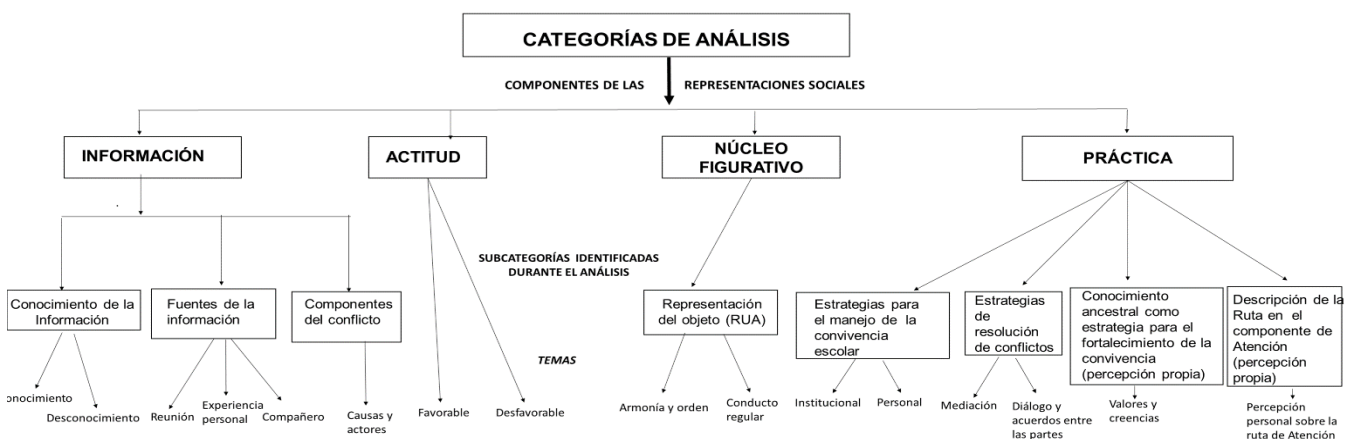 CATEGORÍAS DE ANÁLISIS
COMPONENTES DE LAS REPRESENTACIONES SOCIALES
INFORMACIÓN
ACTITUD
NÚCLEO
FIGURATIVO
PRÁCTICA
SUBCATEGORÍAS IDENTIFICADAS
DURANTE EL ANÁLISIS
Conocimiento de la
Información
Fuentes de la
información
Componentes
del conflicto
Representación
del objeto (RUA)
Estrategias para
el manejo de la
convivencia
escolar
Estrategias
de
resolución
de conflictos
Conocimiento
ancestral como
estrategia para el
fortalecimiento de la
convivencia
(percepción propia)
Descripción de la
Ruta en el
componente de
Atención
(percepción
propia)
TEMAS
onocimiento
Desconocimiento
Reunión
Experiencia
personal
Compañero
Causas y
actores
Favorable
Desfavorable
Armonía y orden
Conducto
regular
Institucional
Personal
Mediación
Diálogo y
acuerdos entre
las partes
Valores y
creencias
Percepción
personal sobre la
ruta de Atención